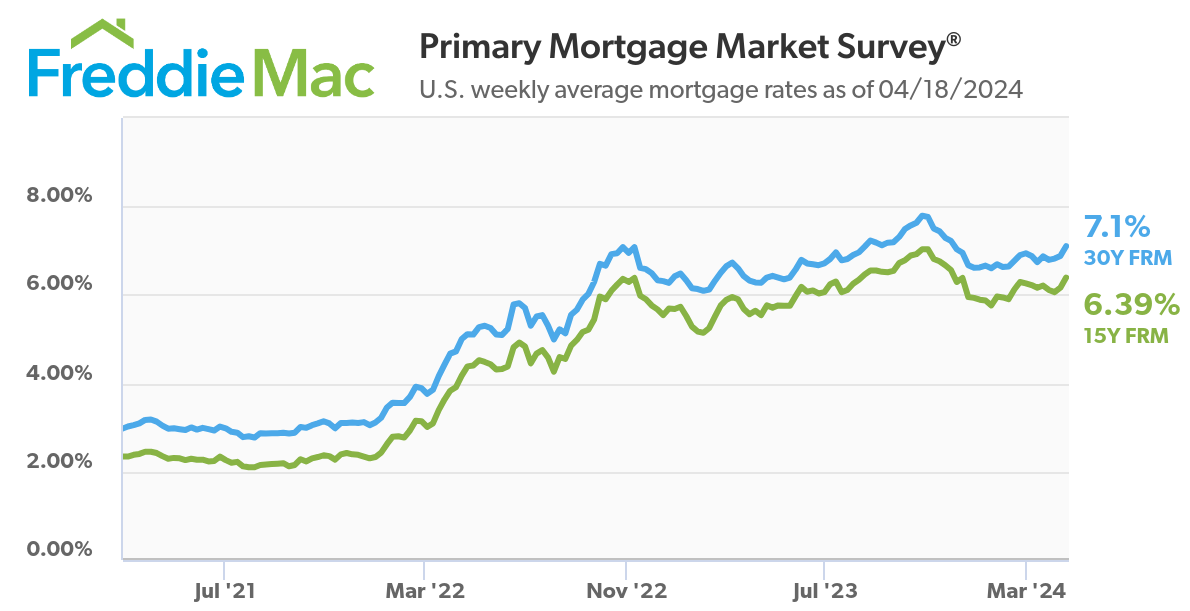 Freddie Mac
Primary Mortgage Market Survey®
U.S. weekly average mortgage rates as of 04/18/2024
8.00%
6.00%
4.00%
2.00%
0.00%
7.1%
30Y FRM
6.39%
15Y FRM
Jul '21
Mar '22
Nov '22
Jul '23
Mar '24